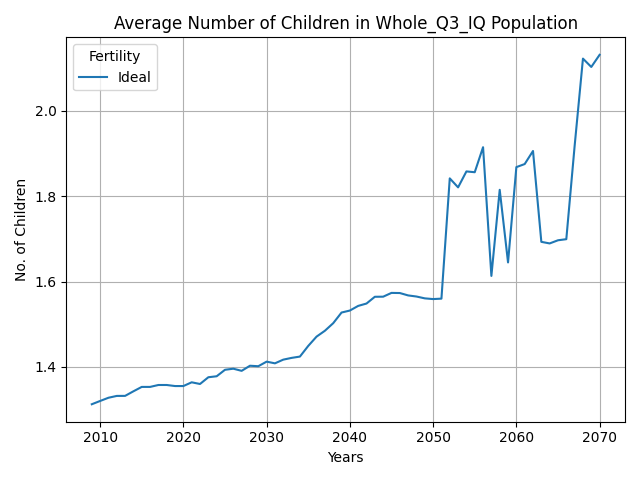 Average Number of Children in Whole_Q3_IQ Population
Fertility
Ideal
No. of Children
2.0
1.8
1.6
1.4
2010 2020 2030 2040 2050 2060 2070
Years